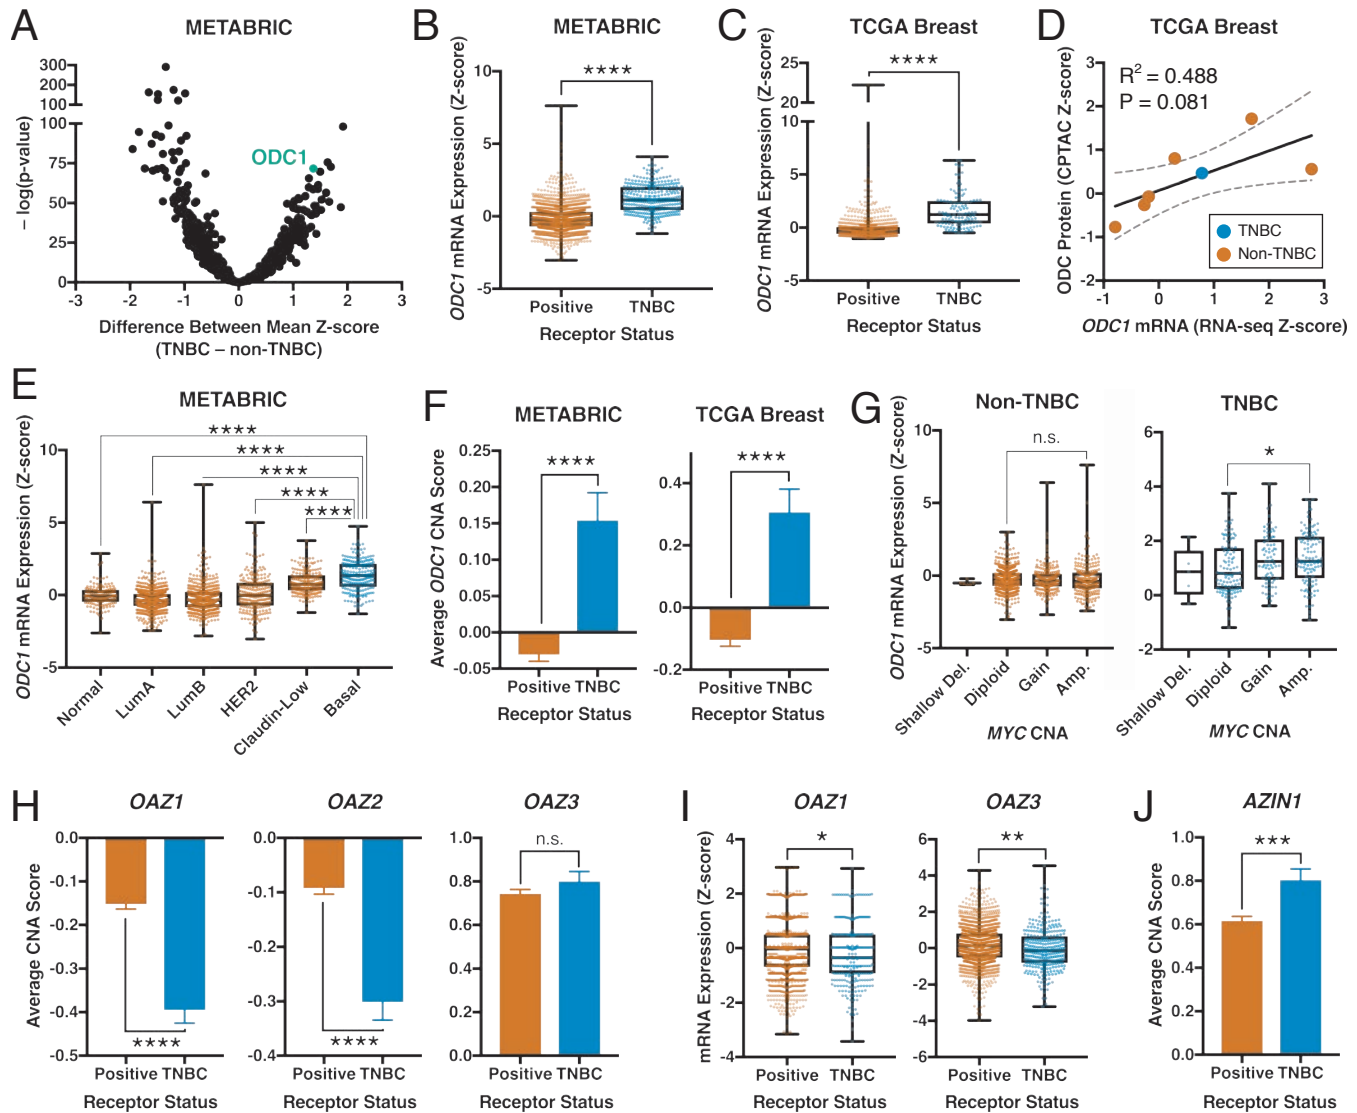 A
METABRIC
– log(p-value)
300
200
100
100
75
50
25
0
ODC1
-3
-2
-1
0
1
2
3
Difference Between Mean Z-score
(TNBC – non-TNBC)
B
METABRIC
ODC1 mRNA Expression (Z-score)
10
5
0
-5
****
Positive
TNBC
Receptor Status
C
TCGA Breast
ODC1 mRNA Expression (Z-score)
25
20
10
5
0
-5
****
Positive
TNBC
Receptor Status
D
TCGA Breast
ODC Protein (CPTAC Z-score)
3
2
1
0
-1
-2
R² = 0.488
P = 0.081
TNBC
Non-TNBC
-1
0
1
2
3
ODC1 mRNA (RNA-seq Z-score)
E
METABRIC
ODC1 mRNA Expression (Z-score)
10
5
0
-5
****
****
****
****
****
Normal
LumA
LumB
HER2
Claudin-Low
Basal
F
METABRIC
Average ODC1 CNA Score
0.25
0.20
0.15
0.10
0.05
0.00
-0.05
****
Positive TNBC
Receptor Status
TCGA Breast
0.4
0.2
0.0
-0.2
****
Positive TNBC
Receptor Status
G
Non-TNBC
ODC1 mRNA Expression (Z-score)
10
5
0
-5
n.s.
Shallow Del.
Diploid
Gain
Amp.
MYC CNA
TNBC
6
4
2
0
-2
*
Shallow Del.
Diploid
Gain
Amp.
MYC CNA
H
OAZ1
Average CNA Score
0.0
-0.1
-0.2
-0.3
-0.4
-0.5
****
Positive TNBC
Receptor Status
OAZ2
0.0
-0.1
-0.2
-0.3
-0.4
****
Positive TNBC
Receptor Status
OAZ3
1.0
0.8
0.6
0.4
0.2
0.0
n.s.
Positive TNBC
Receptor Status
I
OAZ1
mRNA Expression (Z-score)
4
2
0
-2
-4
*
Positive TNBC
Receptor Status
OAZ3
6
4
2
0
-2
-4
-6
**
Positive TNBC
Receptor Status
J
AZIN1
Average CNA Score
1.0
0.8
0.6
0.4
0.2
0.0
***
Positive TNBC
Receptor Status